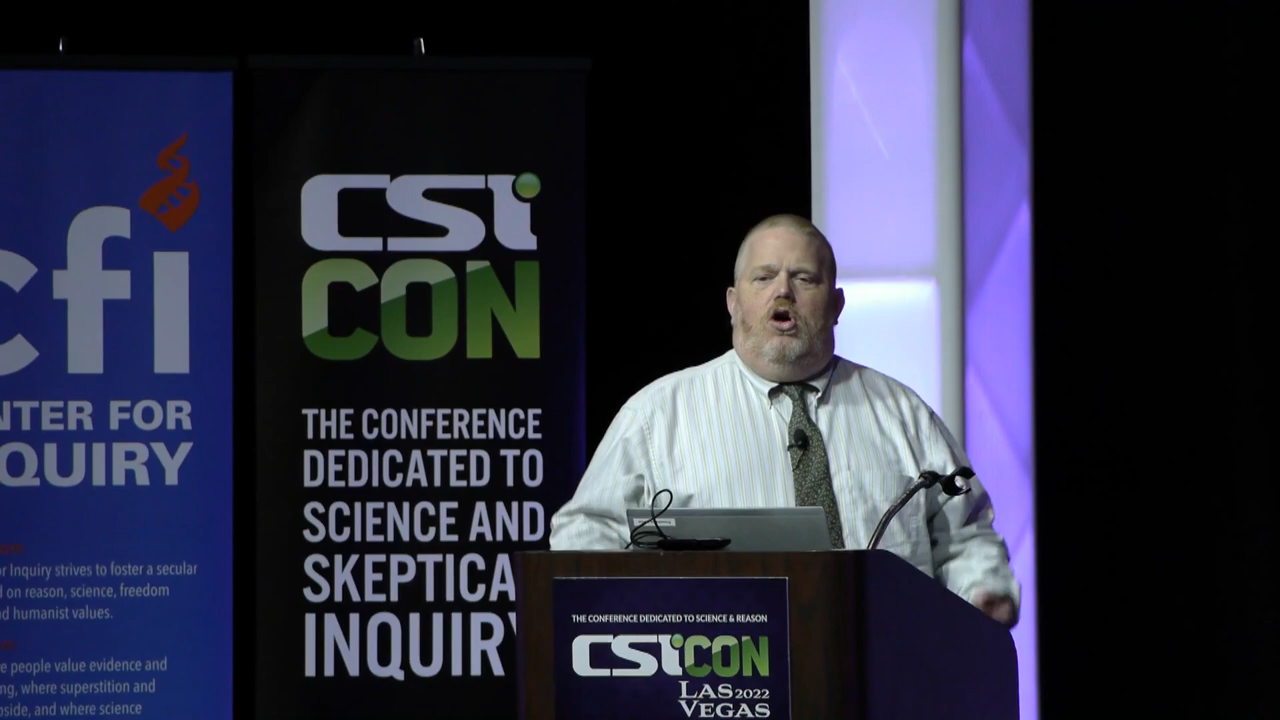 cfi
NTER FOR
QUIRY
or Inquiry strives to foster a secular
d on reason, science, freedom
nd humanist values.
e people value evidence and
ng, where superstition and
side, and where science
CSI
CON
THE CONFERENCE
DEDICATED TO
SCIENCE AND
SKEPTICA
INQUIRY
THE CONFERENCE DEDICATED TO SCIENCE & REASON
CSICON
LAS 2022
VEGAS